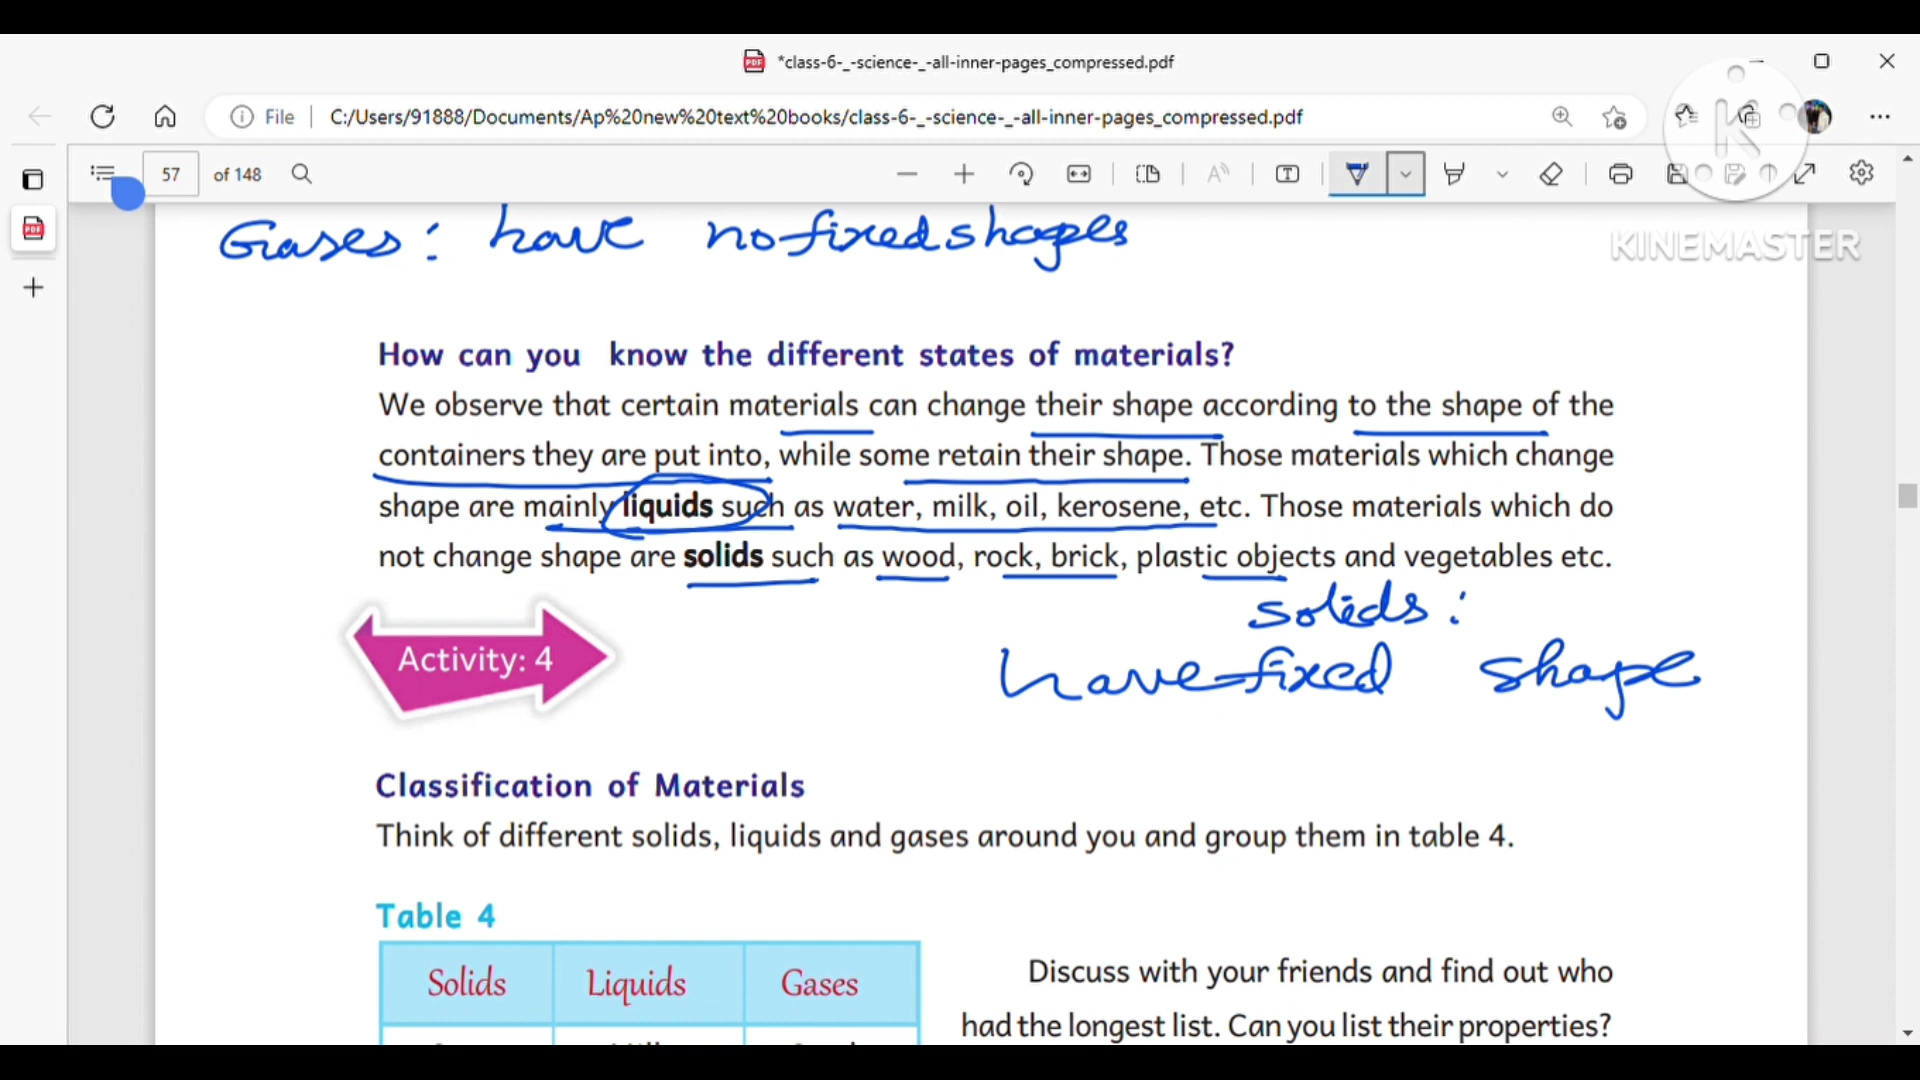 *class-6-_-science-_-all-inner-pages_compressed.pdf
File | C:/Users/91888/Documents/Ap%20new%20text%20books/class-6-_-science-_-all-inner-pages_compressed.pdf
57 of 148
KINEMASTER
Gases: have no fixed shapes
How can you know the different states of materials?
We observe that certain materials can change their shape according to the shape of the
containers they are put into, while some retain their shape. Those materials which change
shape are mainly liquids such as water, milk, oil, kerosene, etc. Those materials which do
not change shape are solids such as wood, rock, brick, plastic objects and vegetables etc.
solids:
have fixed shape
Activity: 4
Classification of Materials
Think of different solids, liquids and gases around you and group them in table 4.
Table 4
Solids Liquids Gases
Discuss with your friends and find out who
had the longest list. Can you list their properties?